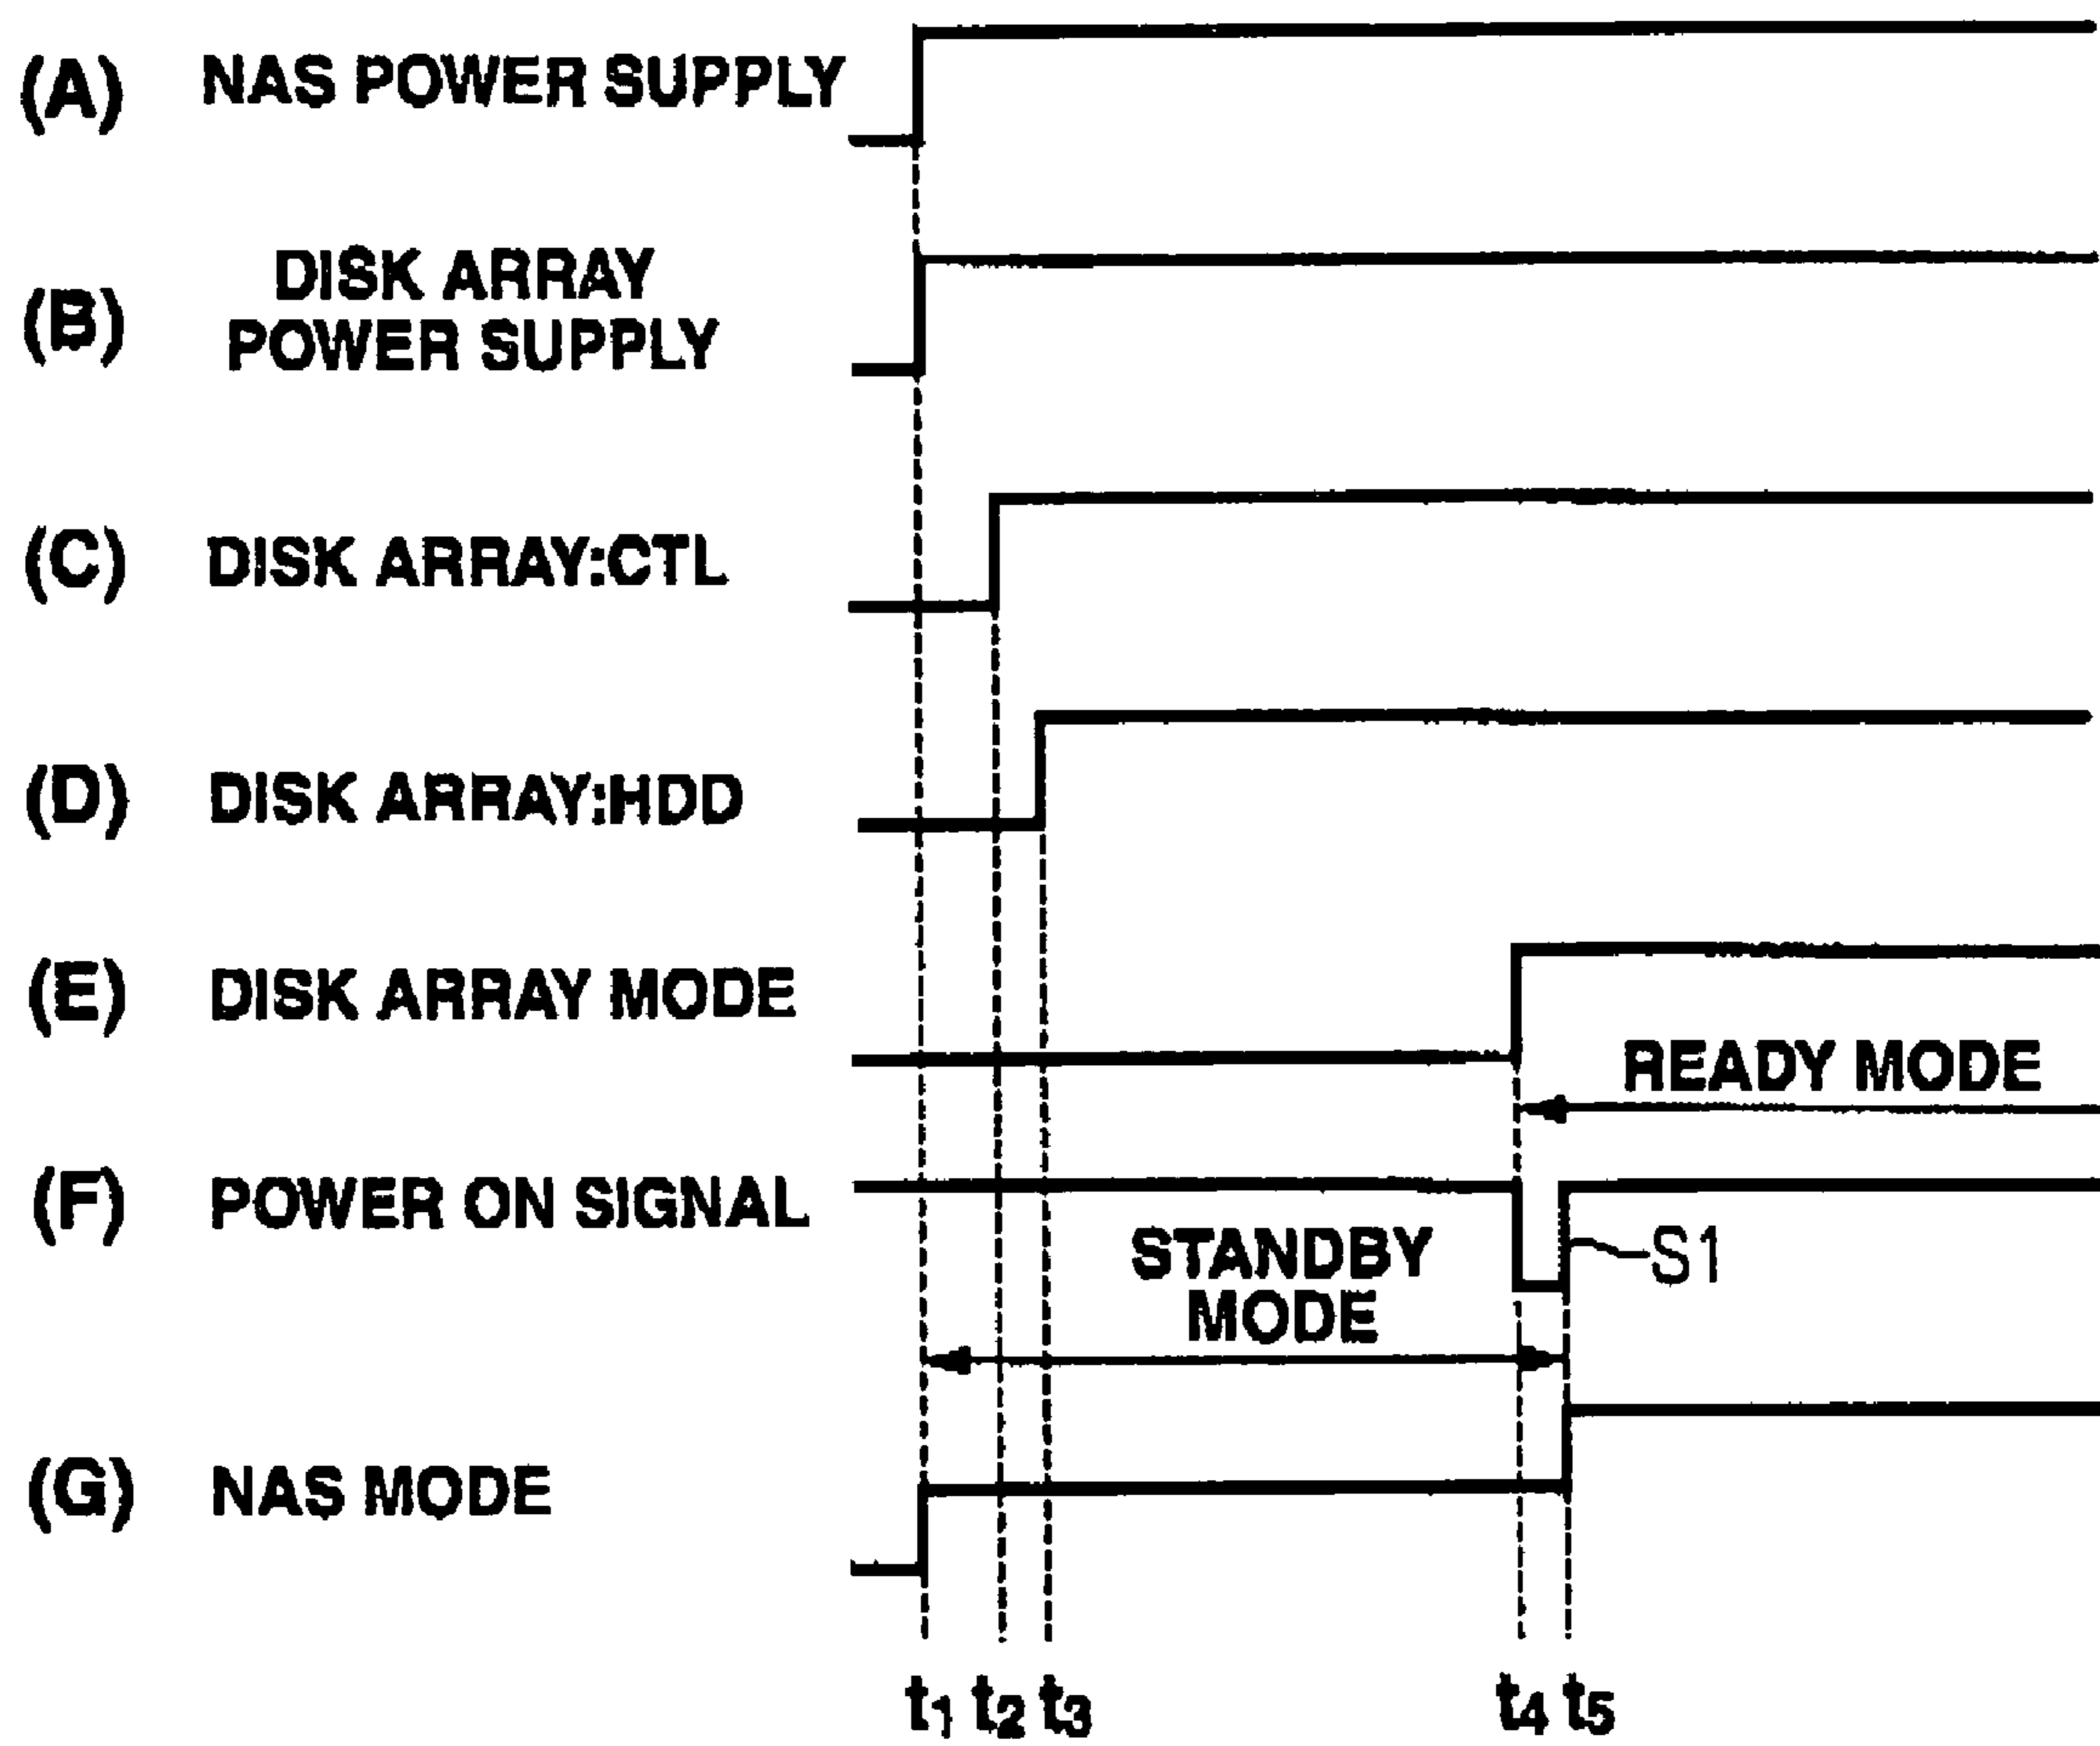 (A) NAS POWER SUPPLY
(B) DISK ARRAY
POWER SUPPLY
(C) DISK ARRAY:CTL
(D) DISK ARRAY:HDD
(E) DISK ARRAY MODE
READY MODE
(F) POWER ON SIGNAL
S1
STANDBY
MODE
(G) NAS MODE
t1 t2 t3 t4 t5